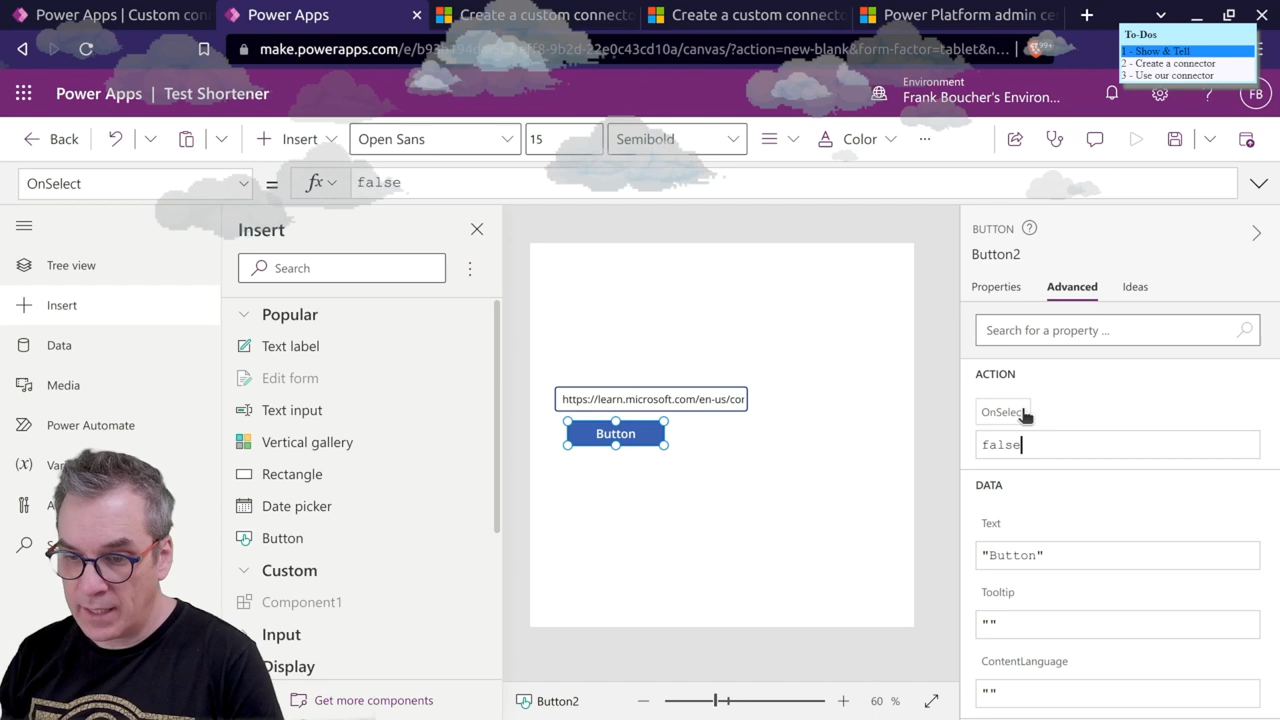 Power Apps | Custom con
Power Apps
Create a custom connecto
Create a custom connecto
Power Platform admin ce
make.powerapps.com/e/b93
canvas/?action=new-blank&form-factor=tablet&n...
99+
To-Dos
1 - Show & Tell
2 - Create a connector
3 - Use our connector
Power Apps | Test Shortener
Environment
Frank Boucher's Environ...
?
FB
Back
Insert
Open Sans
15
Semibold
Color
...
OnSelect
=
fx
false
Tree view
Insert
Data
Media
Power Automate
(x) Var
A
S
Insert
Search
Popular
Text label
Edit form
Text input
Vertical gallery
Rectangle
Date picker
Button
Custom
Component1
Input
Display
Get more components
https://learn.microsoft.com/en-us/con
Button
Button2
60 %
BUTTON ?
Button2
Properties
Advanced
Ideas
Search for a property ...
ACTION
OnSelect
false
DATA
Text
"Button"
Tooltip
""
ContentLanguage
""